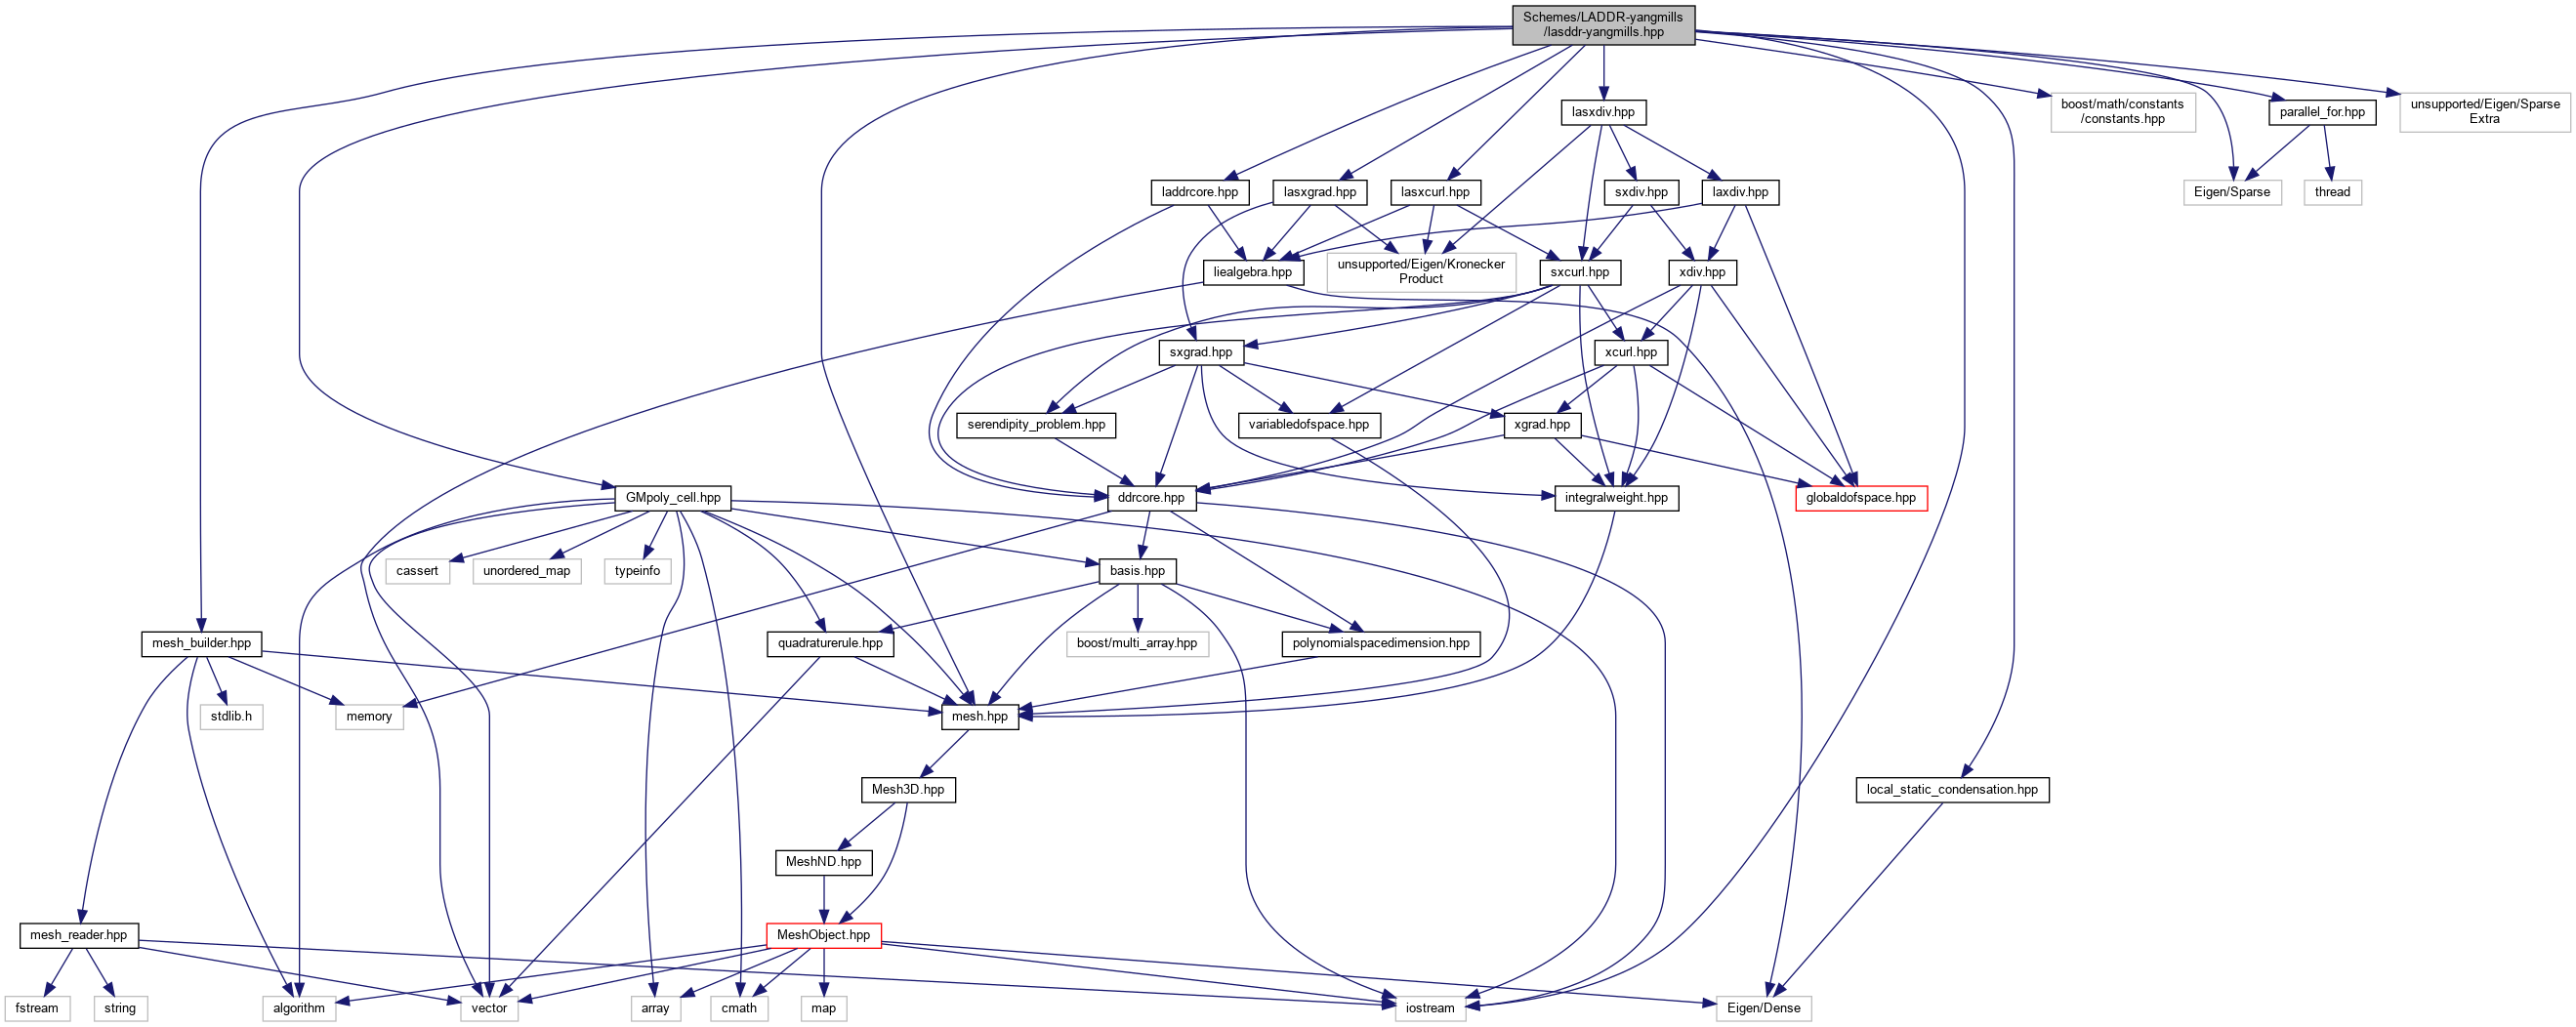 Schemes/LADDR-yangmills
/lasddr-yangmills.hpp
lasxdiv.hpp
boost/math/constants
/constants.hpp
parallel_for.hpp
unsupported/Eigen/Sparse
Extra
laddrcore.hpp
lasxgrad.hpp
lasxcurl.hpp
sxdiv.hpp
laxdiv.hpp
Eigen/Sparse
thread
liealgebra.hpp
unsupported/Eigen/Kronecker
Product
sxcurl.hpp
xdiv.hpp
sxgrad.hpp
xcurl.hpp
serendipity_problem.hpp
variabledofspace.hpp
xgrad.hpp
GMpoly_cell.hpp
ddrcore.hpp
integralweight.hpp
globaldofspace.hpp
cassert
unordered_map
typeinfo
basis.hpp
mesh_builder.hpp
quadraturerule.hpp
boost/multi_array.hpp
polynomialspacedimension.hpp
stdlib.h
memory
mesh.hpp
Mesh3D.hpp
local_static_condensation.hpp
MeshND.hpp
mesh_reader.hpp
MeshObject.hpp
fstream
string
algorithm
vector
array
cmath
map
iostream
Eigen/Dense